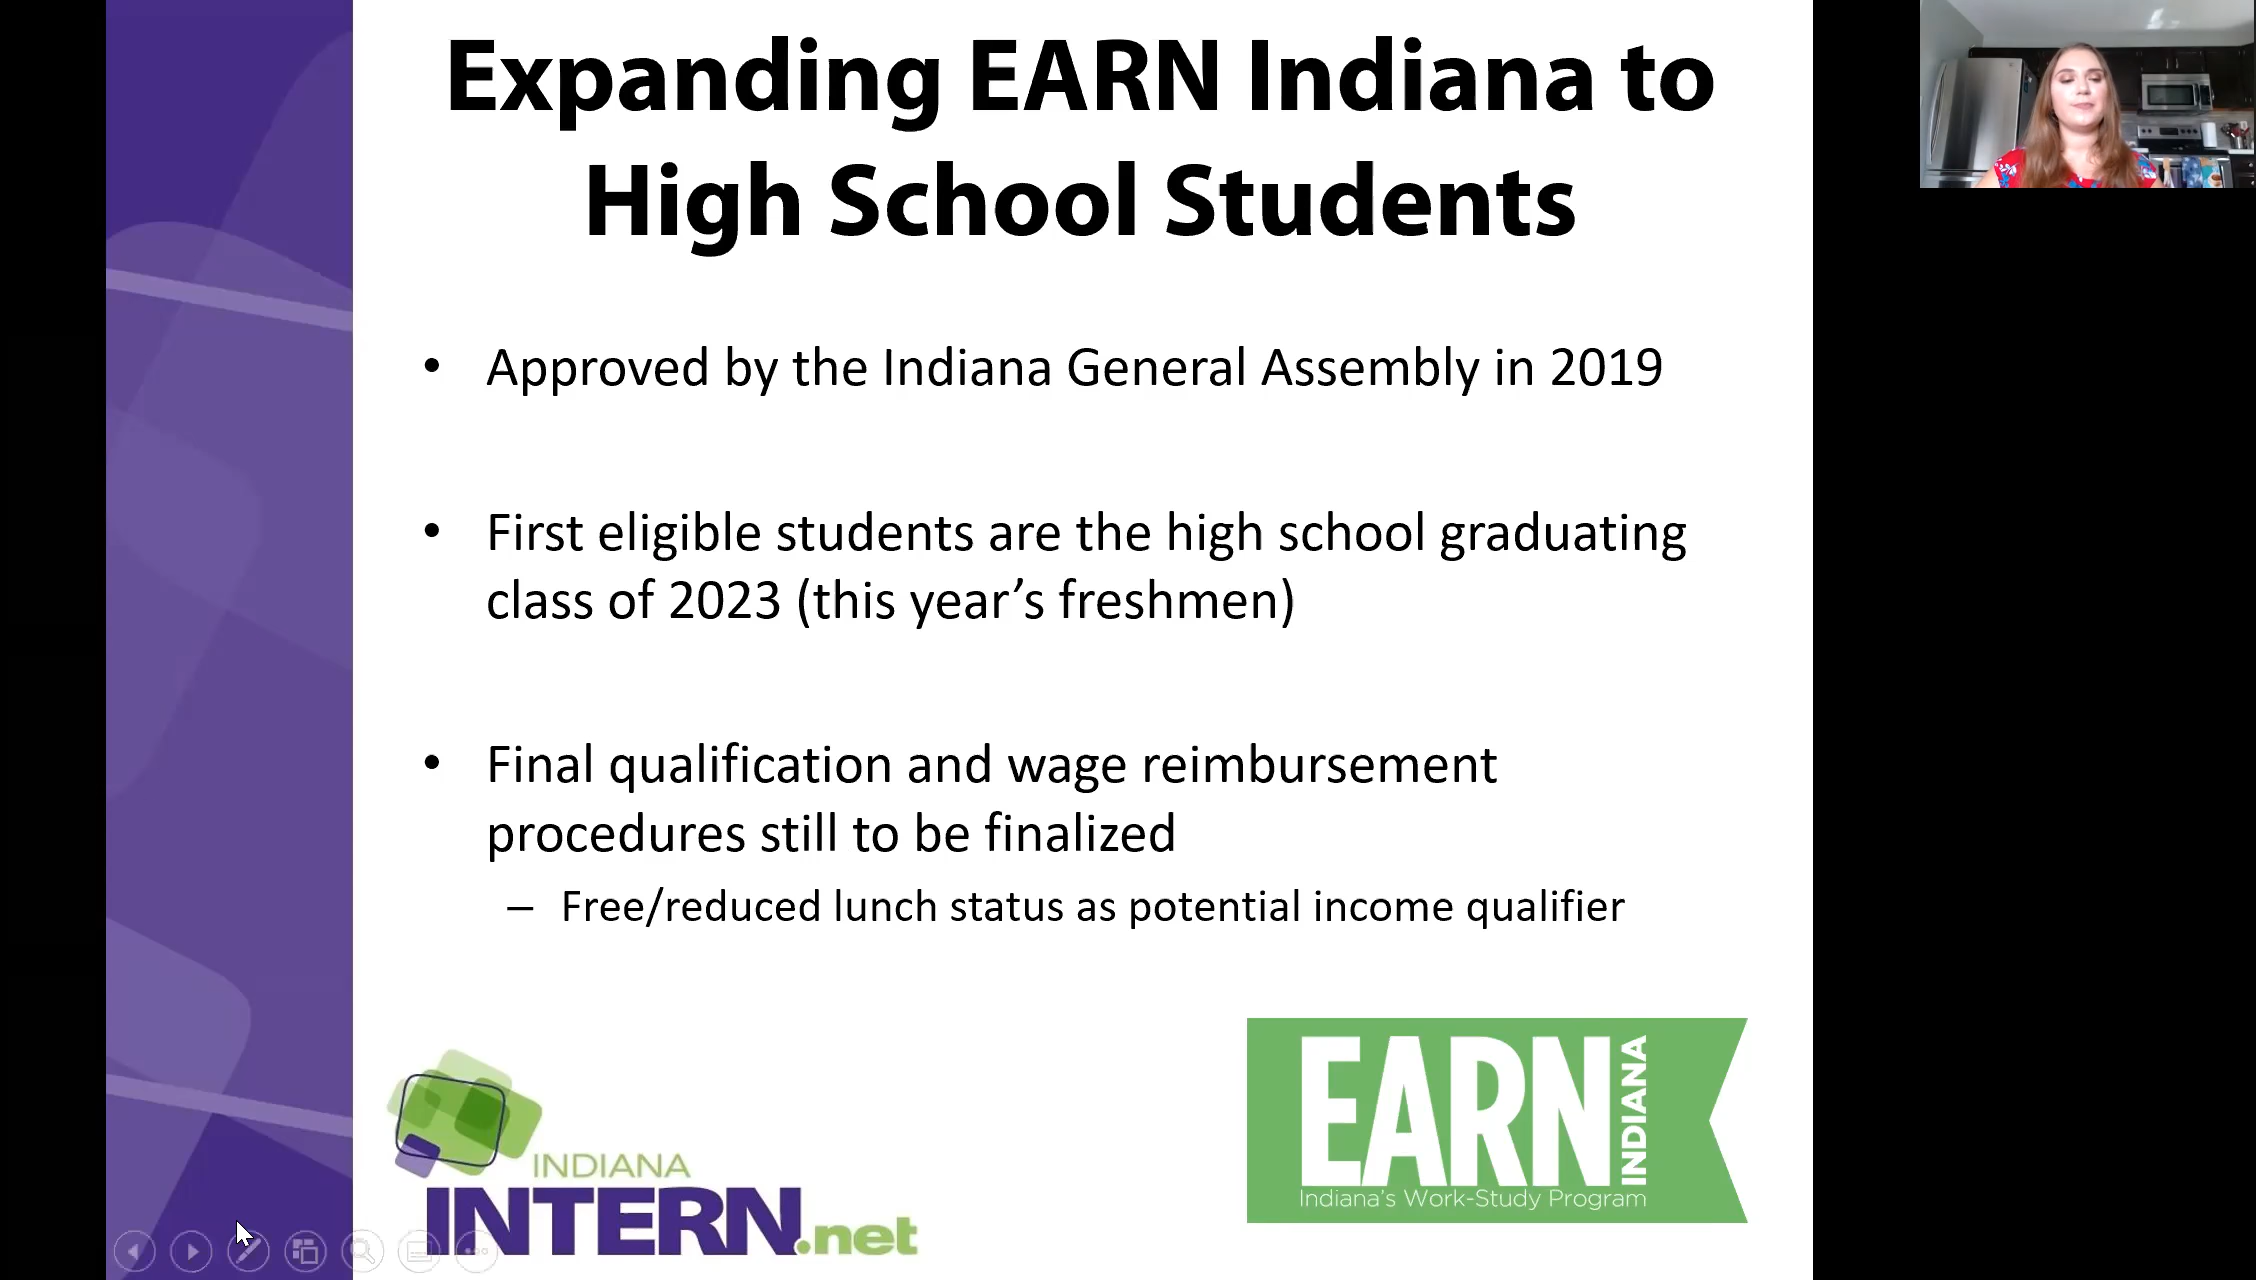 Expanding EARN Indiana to
High School Students
• Approved by the Indiana General Assembly in 2019
• First eligible students are the high school graduating
class of 2023 (this year’s freshmen)
• Final qualification and wage reimbursement
procedures still to be finalized
– Free/reduced lunch status as potential income qualifier
INDIANA
INTERN.net
EARN
INDIANA
Indiana's Work-Study Program